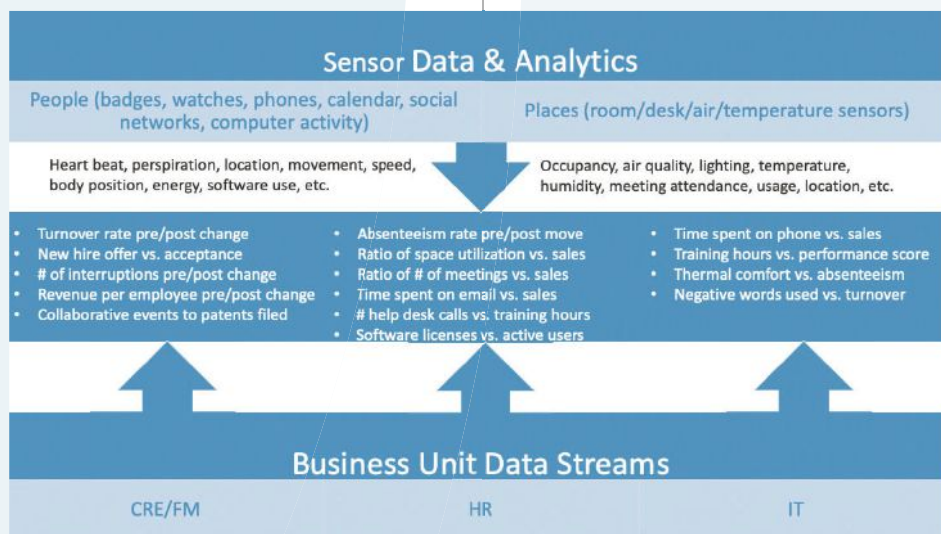 Sensor Data & Analytics
People (badges, watches, phones, calendar, social
networks, computer activity)
Places (room/desk/air/temperature sensors)
Heart beat, perspiration, location, movement, speed,
body position, energy, software use, etc.
Occupancy, air quality, lighting, temperature,
humidity, meeting attendance, usage, location, etc.
• Turnover rate pre/post change
• New hire offer vs. acceptance
• # of interruptions pre/post change
• Revenue per employee pre/post change
• Collaborative events to patents filed
• Absenteeism rate pre/post move
• Ratio of space utilization vs. sales
• Ratio of # of meetings vs. sales
• Time spent on email vs. sales
• # help desk calls vs. training hours
• Software licenses vs. active users
• Time spent on phone vs. sales
• Training hours vs. performance score
• Thermal comfort vs. absenteeism
• Negative words used vs. turnover
Business Unit Data Streams
CRE/FM
HR
IT